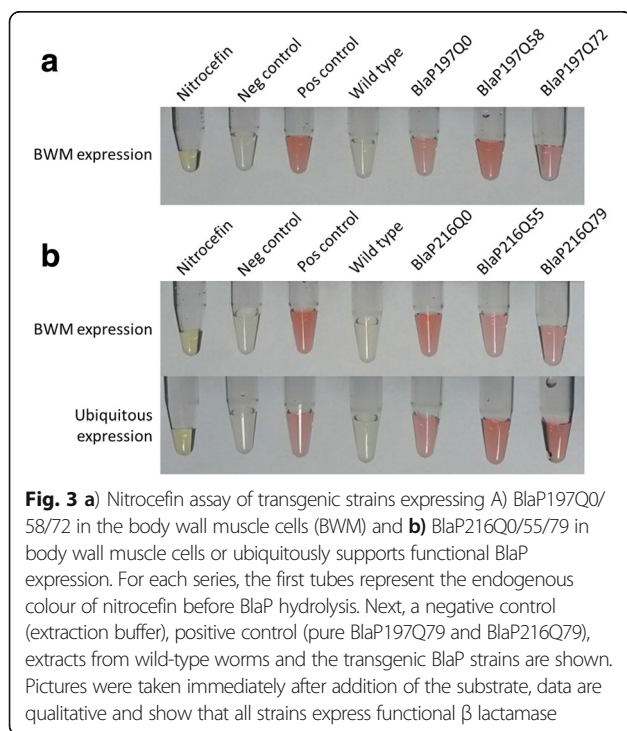 a
Nitrocefin
Neg control
Pos control
Wild type
BlaP197Q0
BlaP197Q58
BlaP197Q72
BWM expression
b
Nitrocefin
Neg control
Pos control
Wild type
BlaP216Q0
BlaP216Q55
BlaP216Q79
BWM expression
Ubiquitous
expression
Fig. 3 a) Nitrocefin assay of transgenic strains expressing A) BlaP197Q0/
58/72 in the body wall muscle cells (BWM) and b) BlaP216Q0/55/79 in
body wall muscle cells or ubiquitously supports functional BlaP
expression. For each series, the first tubes represent the endogenous
colour of nitrocefin before BlaP hydrolysis. Next, a negative control
(extraction buffer), positive control (pure BlaP197Q79 and BlaP216Q79),
extracts from wild-type worms and the transgenic BlaP strains are shown.
Pictures were taken immediately after addition of the substrate, data are
qualitative and show that all strains express functional β lactamase